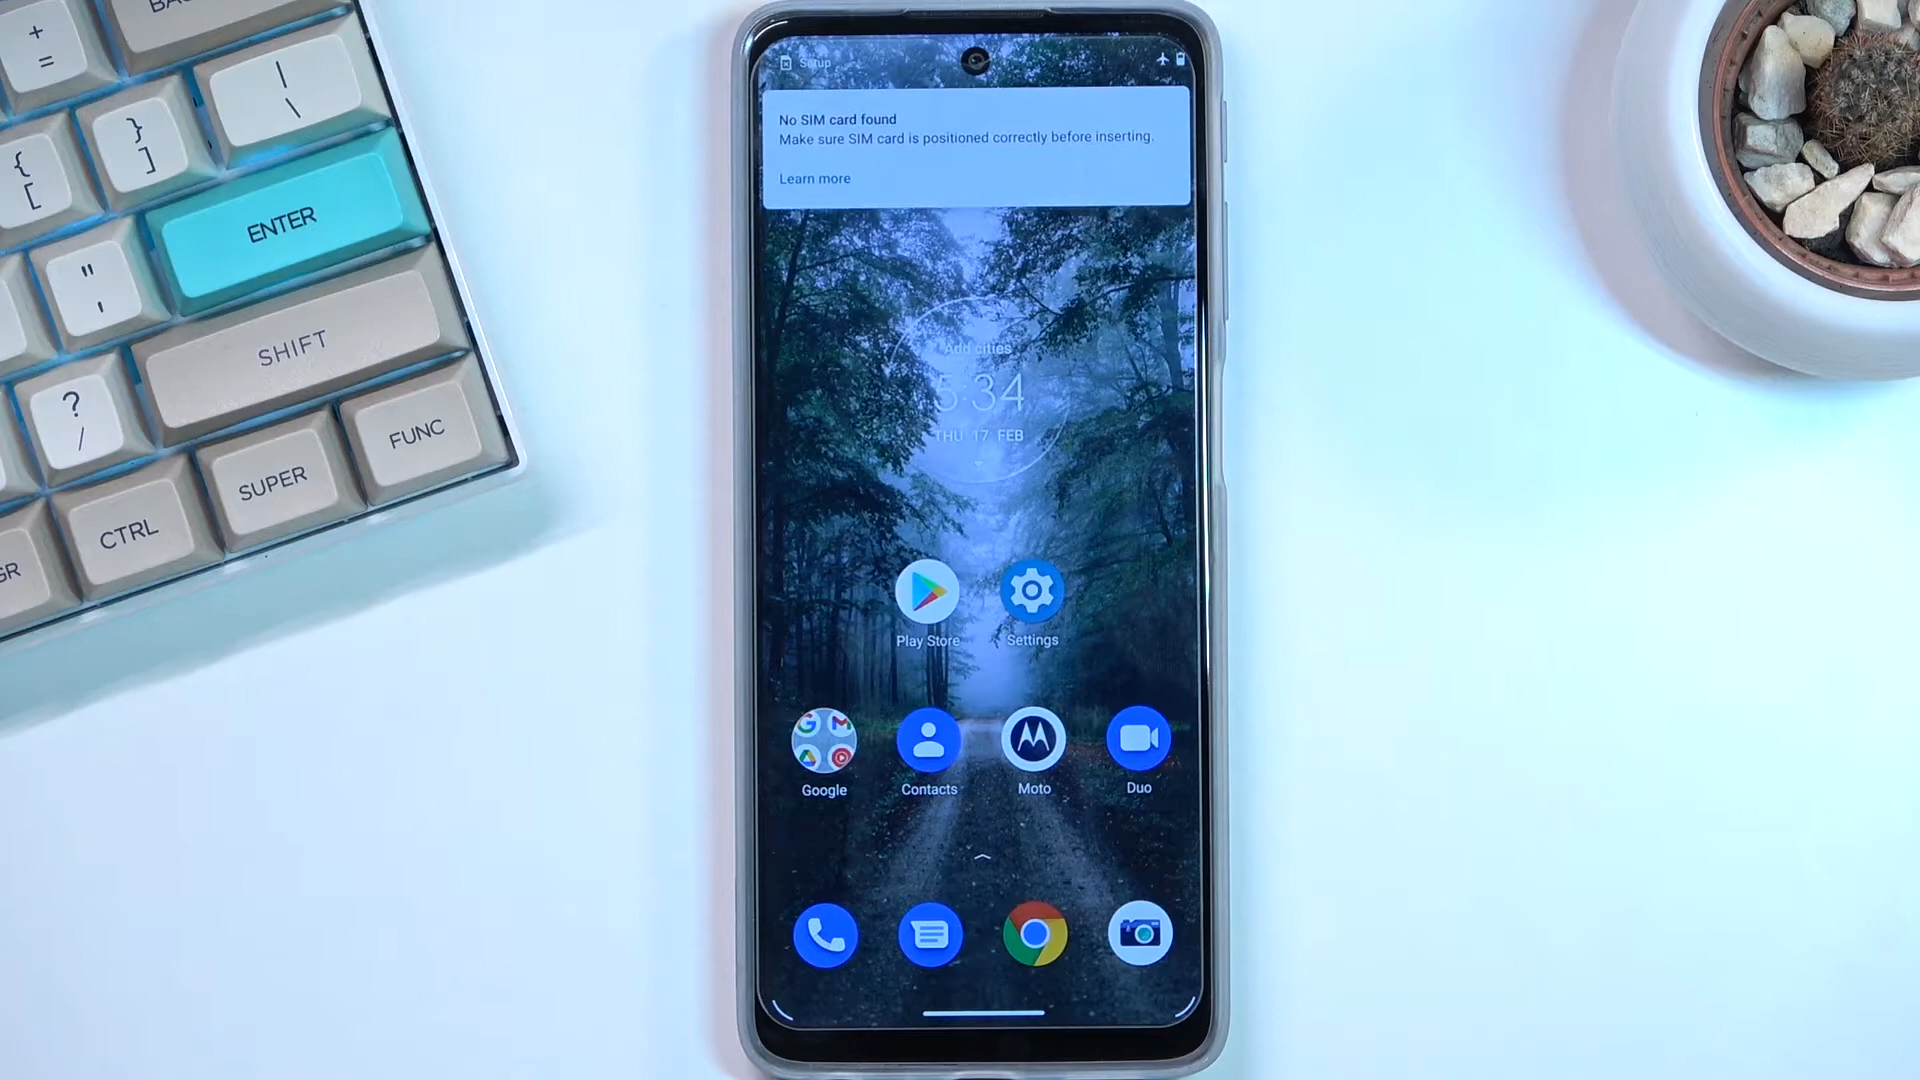 +
=
|
\
}
]
{
[
ENTER
"
'
SHIFT
?
/
FUNC
SUPER
CTRL
GR
Setup
No SIM card found
Make sure SIM card is positioned correctly before inserting.
Learn more
Add cities
5:34
THU 17 FEB
Play Store
Settings
Google
Contacts
Moto
Duo